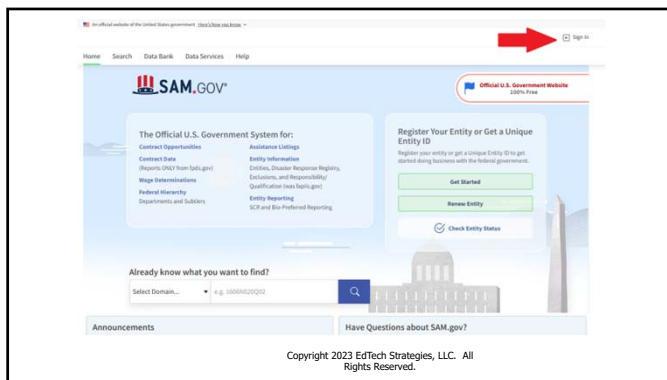 An official website of the United States government Here's how you know
Sign In
Home Search Data Bank Data Services Help
SAM.GOV®
Official U.S. Government Website
100% Free
The Official U.S. Government System for:
Contract Opportunities
Contract Data
(Reports ONLY from fpds.gov)
Wage Determinations
Federal Hierarchy
Departments and Subtiers
Assistance Listings
Entity Information
Entities, Disaster Response Registry,
Exclusions, and Responsibility/
Qualification (was fapiis.gov)
Entity Reporting
SCR and Bio-Preferred Reporting
Register Your Entity or Get a Unique
Entity ID
Register your entity or get a Unique Entity ID to get
started doing business with the federal government.
Get Started
Renew Entity
Check Entity Status
Already know what you want to find?
Select Domain... e.g. 1606N020Q02
Announcements
Have Questions about SAM.gov?
Copyright 2023 EdTech Strategies, LLC. All
Rights Reserved.